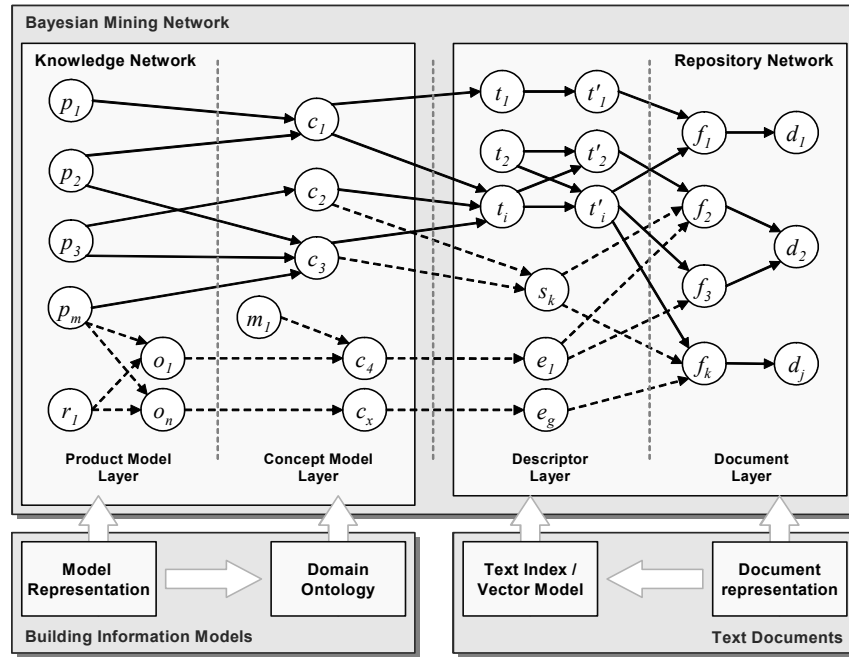 Bayesian Mining Network
Knowledge Network
Repository Network
p1
c1
t1
t'1
f1
d1
p2
c2
t2
t'2
f2
p3
c3
ti
t'i
d2
pm
m1
sk
f3
o1
c4
e1
fk
dj
r1
on
cx
eg
Product Model
Layer
Concept Model
Layer
Descriptor
Layer
Document
Layer
Model
Representation
Domain
Ontology
Text Index /
Vector Model
Document
representation
Building Information Models
Text Documents